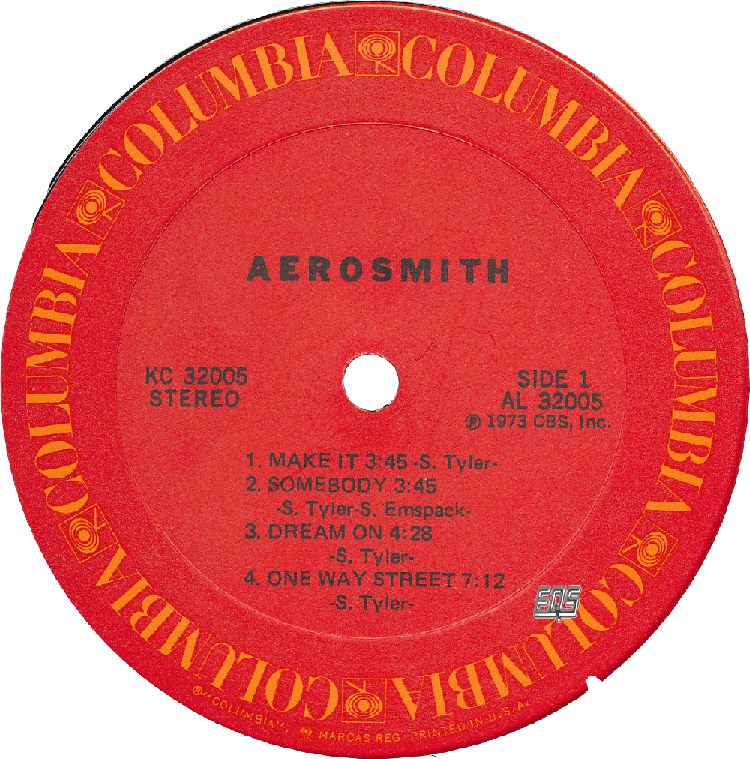 COLUMBIA COLUMBIA COLUMBIA COLUMBIA COLUMBIA COLUMBIA
AEROSMITH
KC 32005
STEREO
SIDE 1
AL 32005
℗ 1973 CBS, Inc.
1. MAKE IT 3:45 -S. Tyler-
2. SOMEBODY 3:45
-S. Tyler-S. Emspack-
3. DREAM ON 4:28
-S. Tyler-
4. ONE WAY STREET 7:12
-S. Tyler-
®"COLUMBIA", MARCAS REG. PRINTED IN U.S.A.